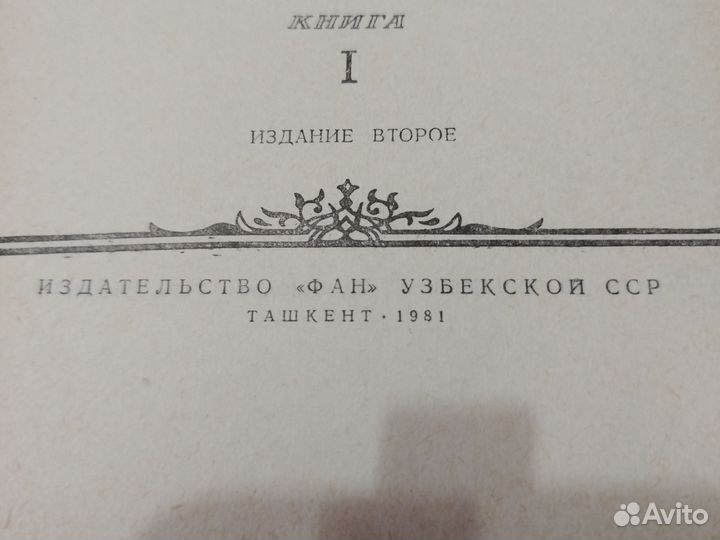 КНИГА
I
ИЗДАНИЕ ВТОРОЕ
ИЗДАТЕЛЬСТВО «ФАН» УЗБЕКСКОЙ ССР
ТАШКЕНТ · 1981
Avito